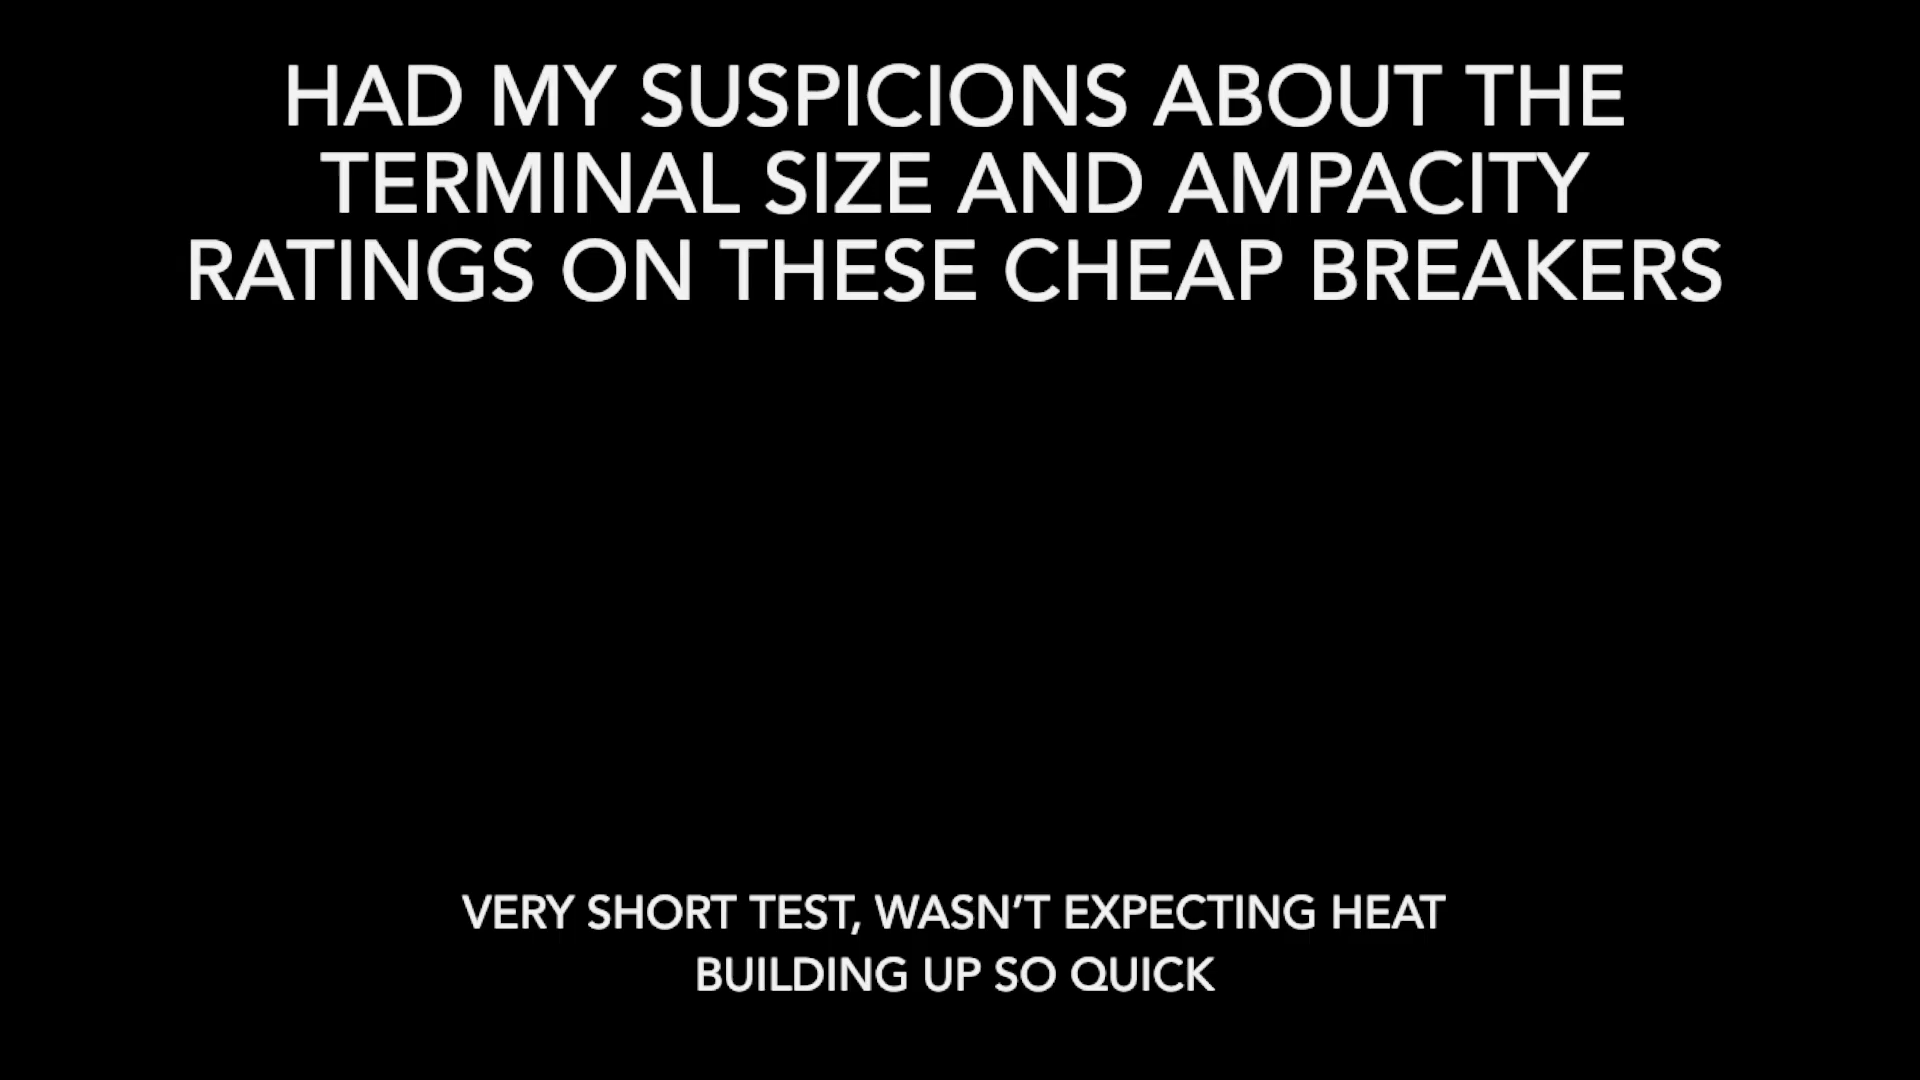 HAD MY SUSPICIONS ABOUT THE
TERMINAL SIZE AND AMPACITY
RATINGS ON THESE CHEAP BREAKERS
VERY SHORT TEST, WASN’T EXPECTING HEAT
BUILDING UP SO QUICK